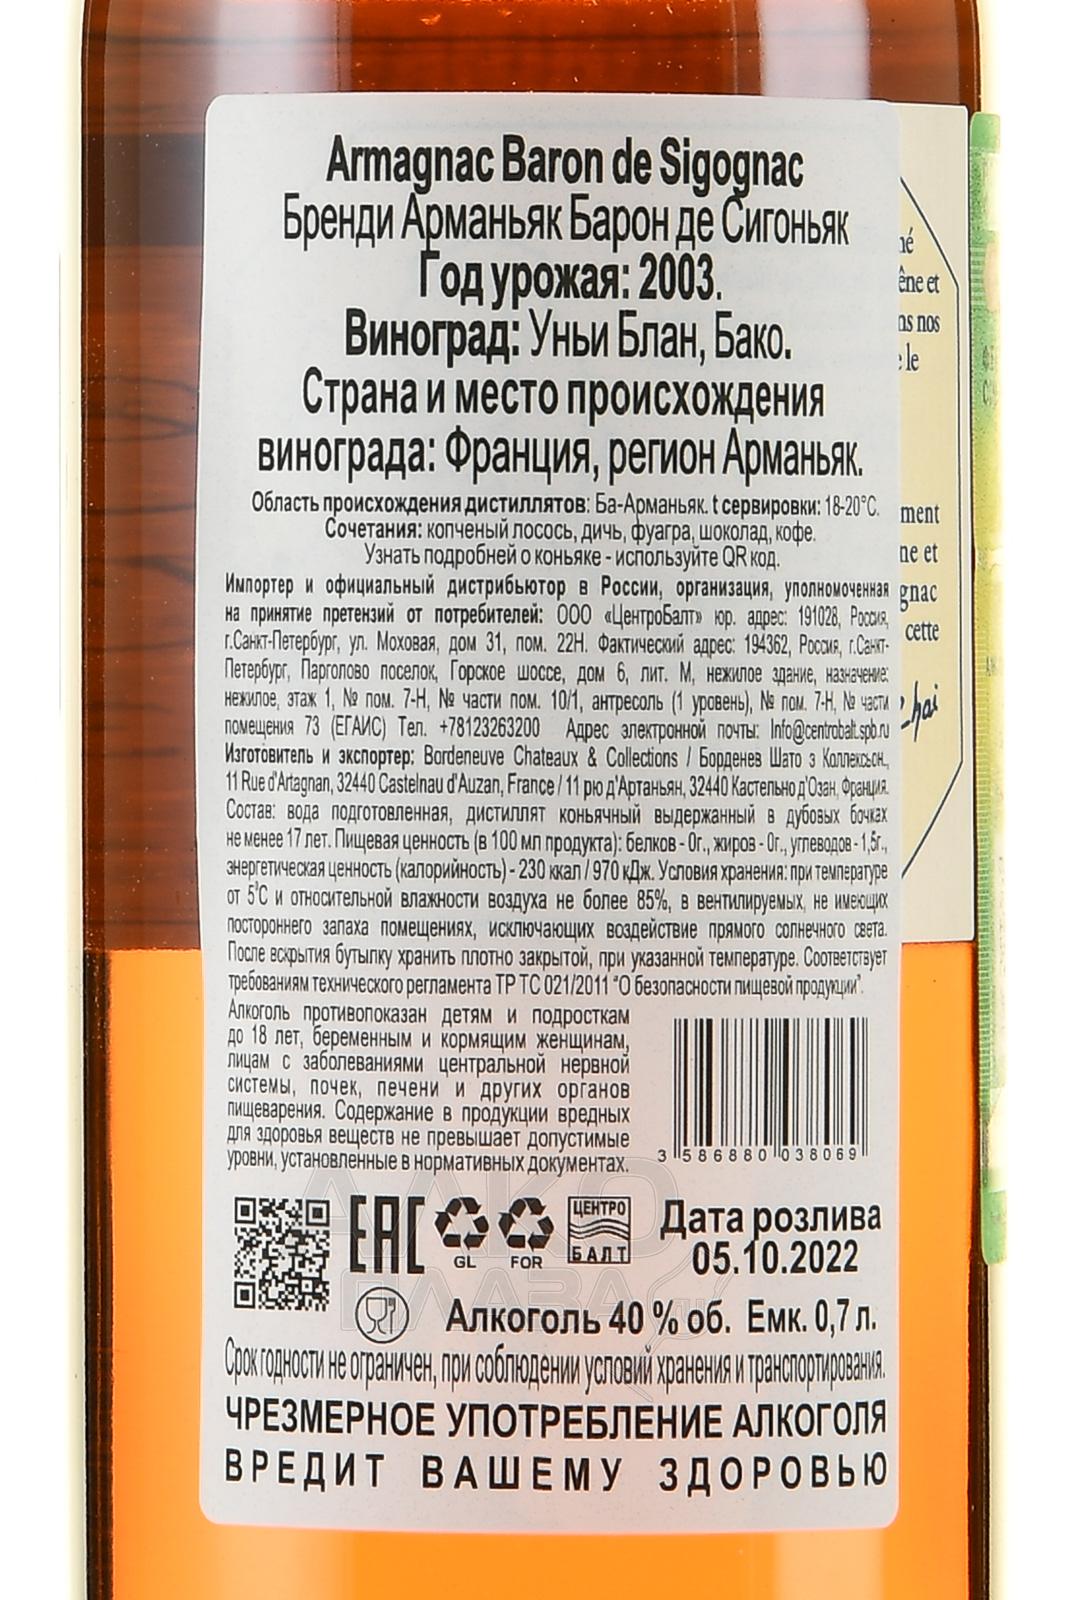 Armagnac Baron de Sigognac
Бренди Арманьяк Барон де Сигоньяк
Год урожая: 2003.
Виноград: Уньи Блан, Бако.
Страна и место происхождения
винограда: Франция, регион Арманьяк.
Область происхождения дистиллятов: Ба-Арманьяк. t сервировки: 18-20°С.
Сочетания: копченый лосось, дичь, фуагра, шоколад, кофе.
Узнать подробней о коньяке - используйте QR код.
Импортер и официальный дистрибьютор в России, организация, уполномоченная
на принятие претензий от потребителей: ООО «ЦентроБалт» юр. адрес: 191028, Россия,
г.Санкт-Петербург, ул. Моховая, дом 31, пом. 22Н. Фактический адрес: 194362, Россия, г.Санкт-
Петербург, Парголово поселок, Горское шоссе, дом 6, лит. М, нежилое здание, назначение:
нежилое, этаж 1, № пом. 7-Н, № части пом. 10/1, антресоль (1 уровень), № пом. 7-Н, № части
помещения 73 (ЕГАИС) Тел. +78123263200 Адрес электронной почты: Info@centrobalt.spb.ru
Изготовитель и экспортер: Bordeneuve Chateaux & Collections / Борденев Шато э Коллексьон.,
11 Rue d'Artagnan, 32440 Castelnau d'Auzan, France / 11 рю д'Артаньян, 32440 Кастельно д'Озан, Франция.
Состав: вода подготовленная, дистиллят коньячный выдержанный в дубовых бочках
не менее 17 лет. Пищевая ценность (в 100 мл продукта): белков - 0г., жиров - 0г., углеводов - 1,5г.,
энергетическая ценность (калорийность) - 230 ккал / 970 кДж. Условия хранения: при температуре
от 5°С и относительной влажности воздуха не более 85%, в вентилируемых, не имеющих
постороннего запаха помещениях, исключающих воздействие прямого солнечного света.
После вскрытия бутылку хранить плотно закрытой, при указанной температуре. Соответствует
требованиям технического регламента ТР ТС 021/2011 "О безопасности пищевой продукции".
Алкоголь противопоказан детям и подросткам
до 18 лет, беременным и кормящим женщинам,
лицам с заболеваниями центральной нервной
системы, почек, печени и других органов
пищеварения. Содержание в продукции вредных
для здоровья веществ не превышает допустимые
уровни, установленные в нормативных документах.
3 586880 038069
EAC GL FOR ЦЕНТРО БАЛТ
Дата розлива
05.10.2022
Алкоголь 40 % об. Емк. 0,7 л.
Срок годности не ограничен, при соблюдении условий хранения и транспортирования.
ЧРЕЗМЕРНОЕ УПОТРЕБЛЕНИЕ АЛКОГОЛЯ
ВРЕДИТ ВАШЕМУ ЗДОРОВЬЮ
АЛКО
ПЛАЗА.ru
et
nos
le
et
cette